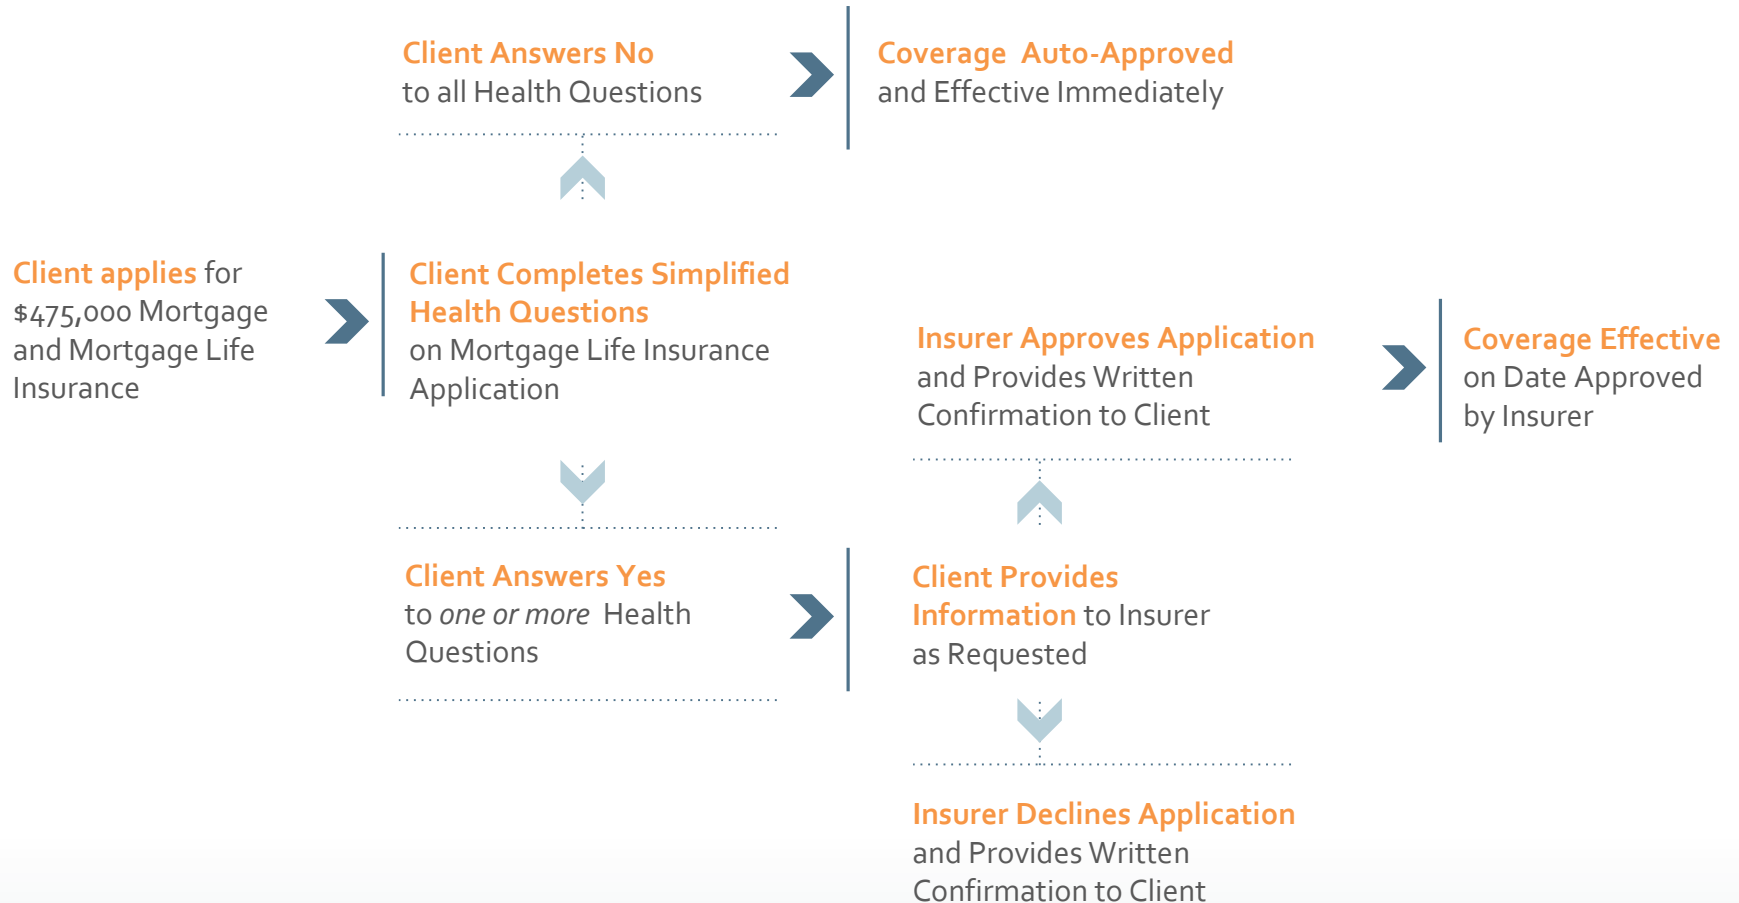 Client Answers No
to all Health Questions
Coverage Auto-Approved
and Effective Immediately
Client applies for
$475,000 Mortgage
and Mortgage Life
Insurance
Client Completes Simplified
Health Questions
on Mortgage Life Insurance
Application
Insurer Approves Application
and Provides Written
Confirmation to Client
Coverage Effective
on Date Approved
by Insurer
Client Answers Yes
to one or more Health
Questions
Client Provides
Information to Insurer
as Requested
Insurer Declines Application
and Provides Written
Confirmation to Client